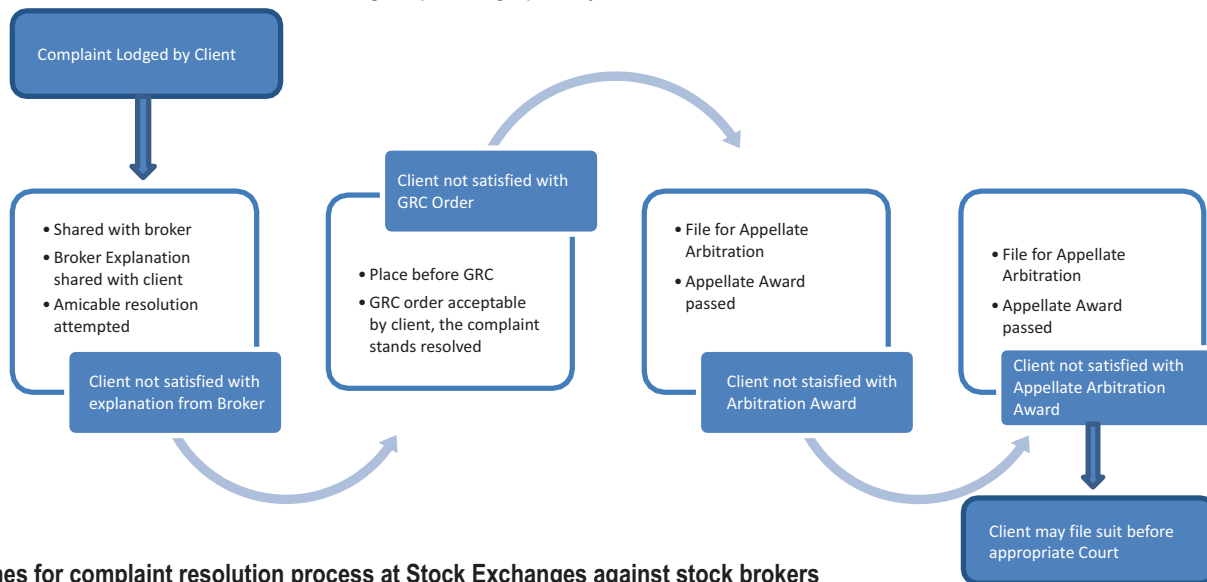 Complaint Lodged by Client
• Shared with broker
• Broker Explanation
shared with client
• Amicable resolution
attempted
Client not satisfied with
explanation from Broker
Client not satisfied with
GRC Order
• Place before GRC
• GRC order acceptable
by client, the complaint
stands resolved
• File for Appellate
Arbitration
• Appellate Award
passed
Client not staisfied with
Arbitration Award
• File for Appellate
Arbitration
• Appellate Award
passed
Client not satisfied with
Appellate Arbitration
Award
Client may file suit before
appropriate Court
for complaint resolution process at Stock Exchanges against stock brokers